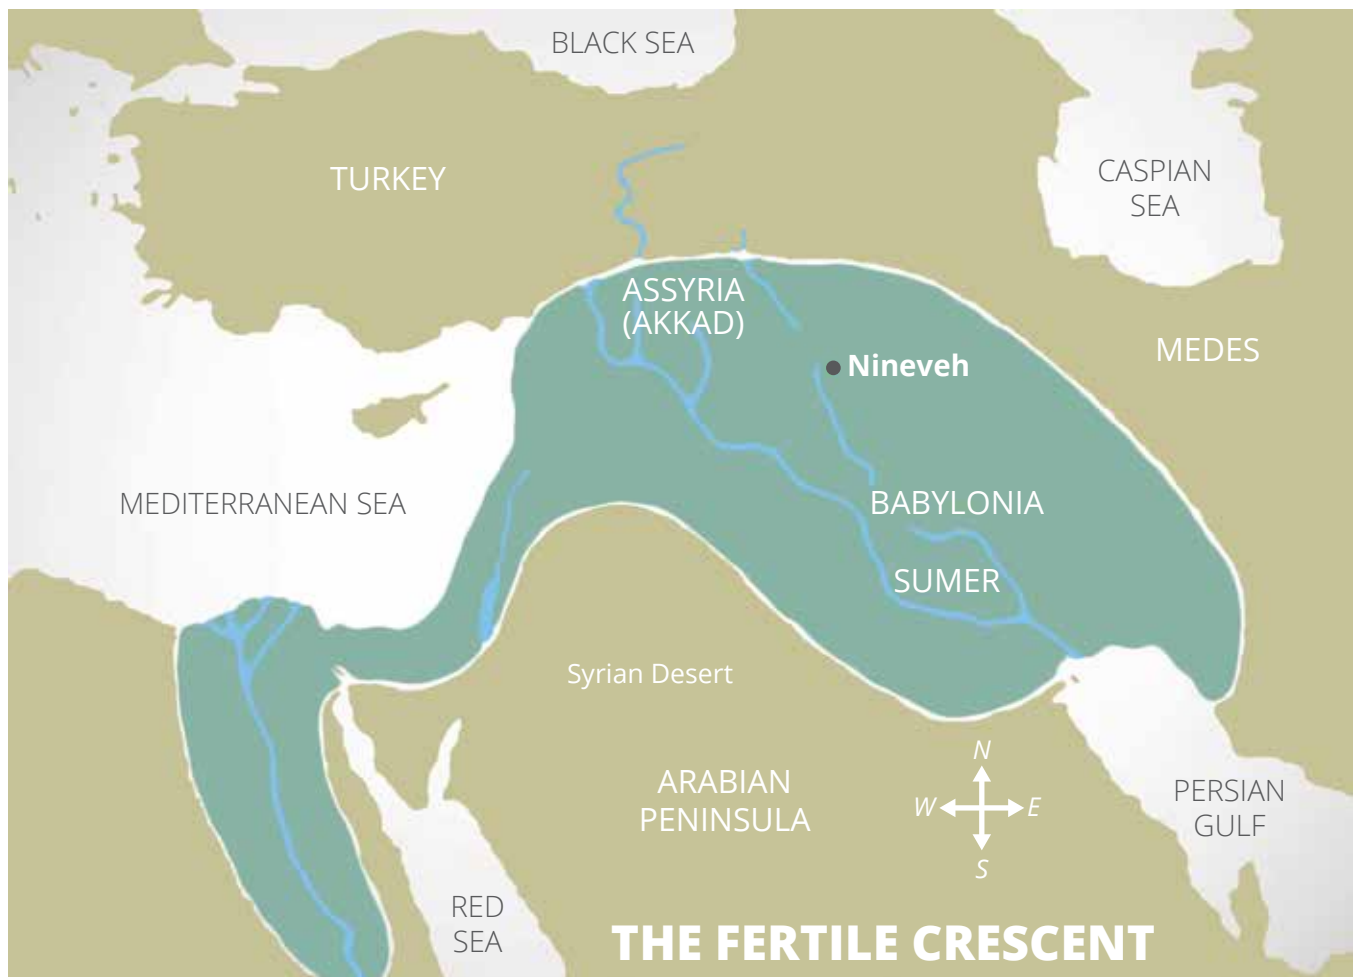 BLACK SEA
TURKEY
CASPIAN
SEA
ASSYRIA
(AKKAD)
MEDES
Nineveh
MEDITERRANEAN SEA
BABYLONIA
SUMER
Syrian Desert
ARABIAN
PENINSULA
N
W
E
S
PERSIAN
GULF
RED
SEA
THE FERTILE CRESCENT